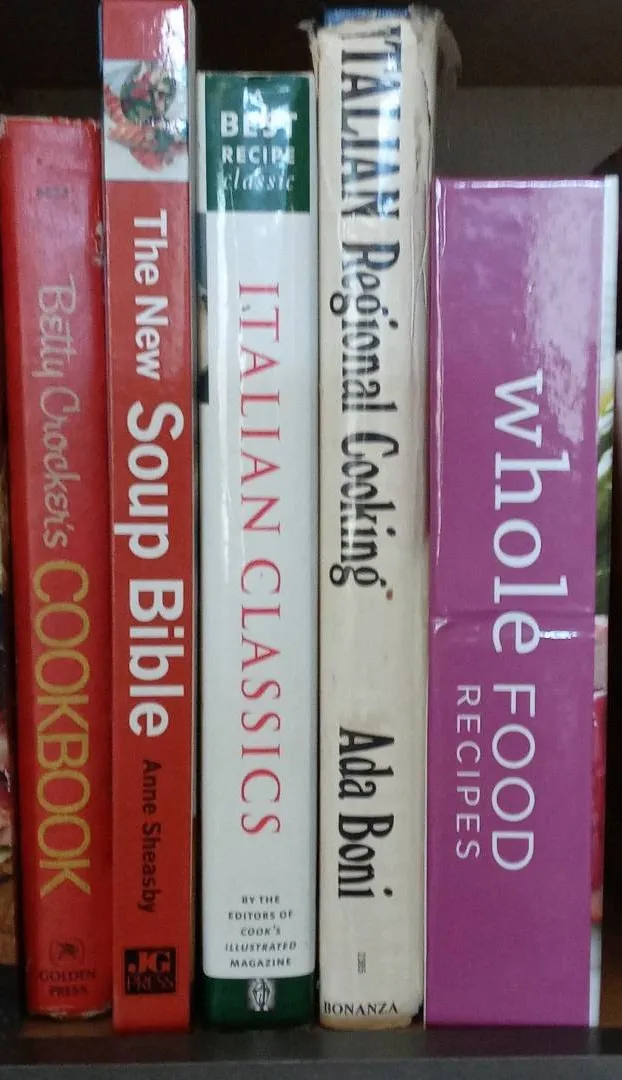 Betty Crocker's COOKBOOK
GOLDEN
PRESS
The New Soup Bible Anne Sheasby
JG
PRESS
BEST
RECIPE
classic
ITALIAN CLASSICS
BY THE
EDITORS OF
COOK'S
ILLUSTRATED
MAGAZINE
ITALIAN Regional Cooking Ada Boni
BONANZA
whole FOOD
RECIPES